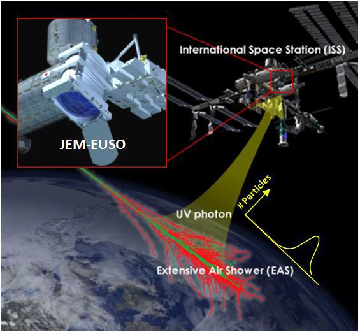 International Space Station (ISS)
JEM-EUSO
# Particles
UV photon
Extensive Air Shower (EAS)